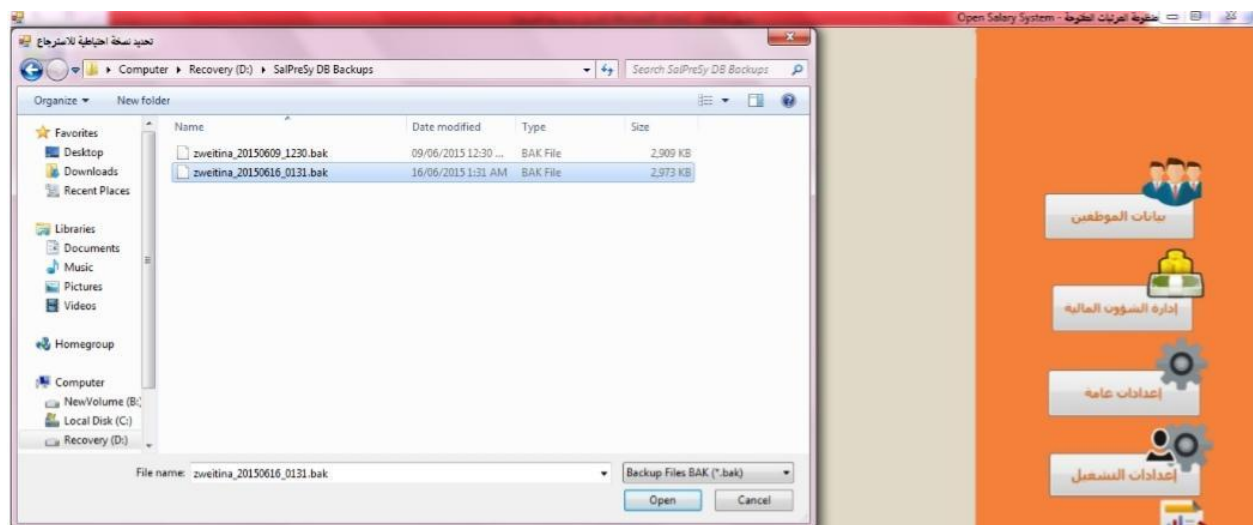 منظومة المرتبات المفتوحة - Open Salary System
تحديد نسخة احتياطية للاسترجاع
Computer ▸ Recovery (D:) ▸ SalPreSy DB Backups
Search SalPreSy DB Backups
Organize
New folder
Name Date modified Type Size
zweitina_20150609_1230.bak 09/06/2015 12:30 ... BAK File 2,909 KB
zweitina_20150616_0131.bak 16/06/2015 1:31 AM BAK File 2,973 KB
Favorites
Desktop
Downloads
Recent Places
Libraries
Documents
Music
Pictures
Videos
Homegroup
Computer
NewVolume (B:)
Local Disk (C:)
Recovery (D:)
File name: zweitina_20150616_0131.bak
Backup Files BAK (*.bak)
Open
Cancel
بيانات الموظفين
إدارة الشؤون المالية
إعدادات عامة
إعدادات التشغيل